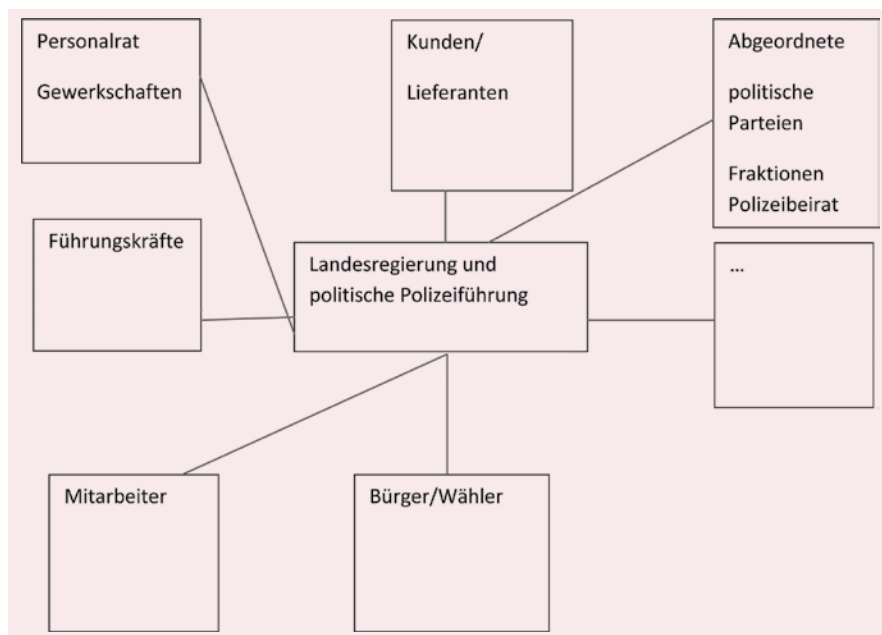 Personalrat
Gewerkschaften
Kunden/
Lieferanten
Abgeordnete
politische
Parteien
Fraktionen
Polizeibeirat
Führungskräfte
Landesregierung und
politische Polizeiführung
...
Mitarbeiter
Bürger/Wähler